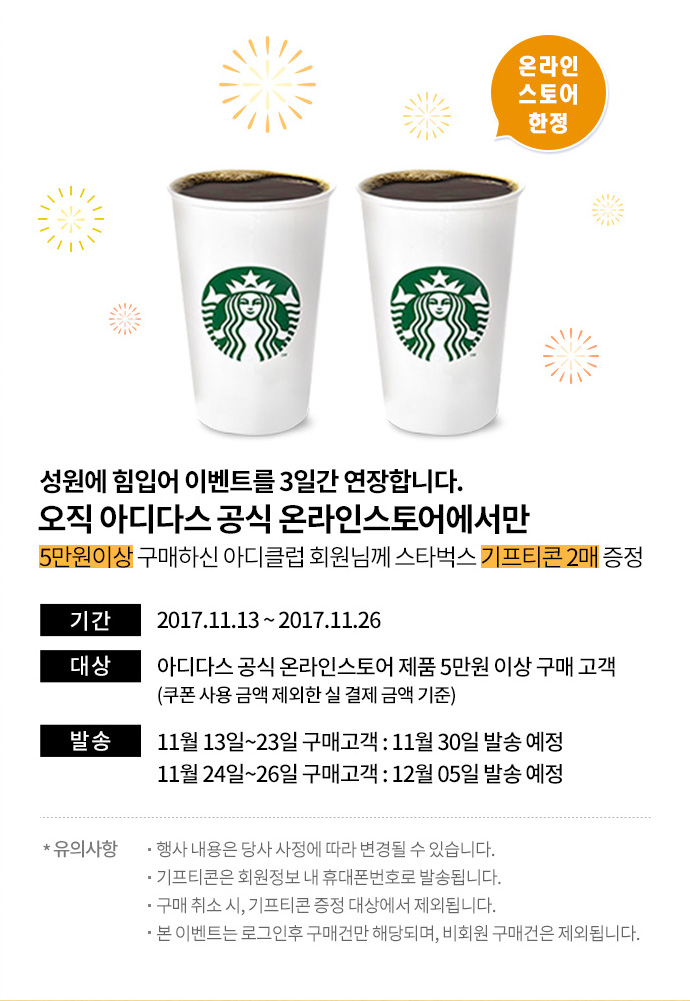 온라인
스토어
한정
성원에 힘입어 이벤트를 3일간 연장합니다.
오직 아디다스 공식 온라인스토어에서만
5만원이상 구매하신 아디클럽 회원님께 스타벅스 기프티콘 2매 증정
기간 2017.11.13 ~ 2017.11.26
대상 아디다스 공식 온라인스토어 제품 5만원 이상 구매 고객
(쿠폰 사용 금액 제외한 실 결제 금액 기준)
발송 11월 13일~23일 구매고객 : 11월 30일 발송 예정
11월 24일~26일 구매고객 : 12월 05일 발송 예정
* 유의사항 · 행사 내용은 당사 사정에 따라 변경될 수 있습니다.
· 기프티콘은 회원정보 내 휴대폰번호로 발송됩니다.
· 구매 취소 시, 기프티콘 증정 대상에서 제외됩니다.
· 본 이벤트는 로그인후 구매건만 해당되며, 비회원 구매건은 제외됩니다.